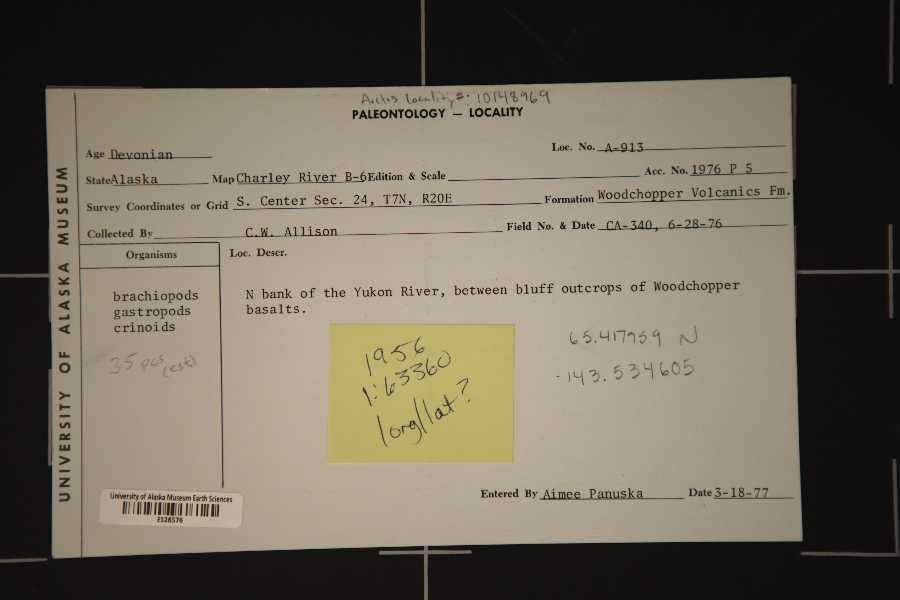 Arctos Locality #: 10148969
PALEONTOLOGY — LOCALITY
Age Devonian Loc. No. A-913
State Alaska Map Charley River B-6 Edition & Scale Acc. No. 1976 P 5
Survey Coordinates or Grid S. Center Sec. 24, T7N, R20E Formation Woodchopper Volcanics Fm.
Collected By C.W. Allison Field No. & Date CA-340, 6-28-76
Organisms
Loc. Descr.
brachiopods
gastropods
crinoids
35 pcs (est)
N bank of the Yukon River, between bluff outcrops of Woodchopper
basalts.
1956
1:63360
long/lat?
65.417959 N
-143.534605
Entered By Aimee Panuska Date 3-18-77
UNIVERSITY OF ALASKA MUSEUM
University of Alaska Museum Earth Sciences
ES26576